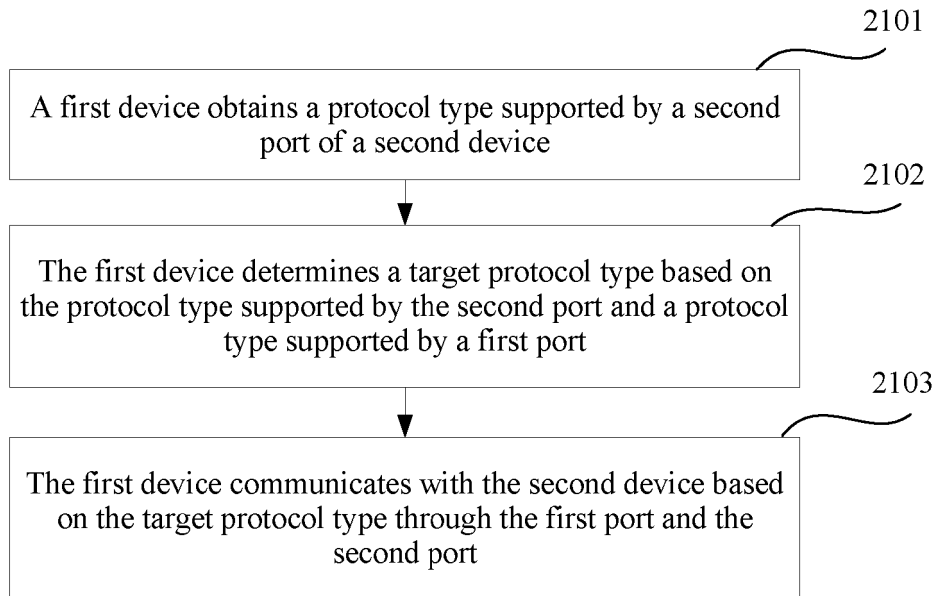 2101
A first device obtains a protocol type supported by a second
port of a second device
2102
The first device determines a target protocol type based on
the protocol type supported by the second port and a protocol
type supported by a first port
2103
The first device communicates with the second device based
on the target protocol type through the first port and the
second port